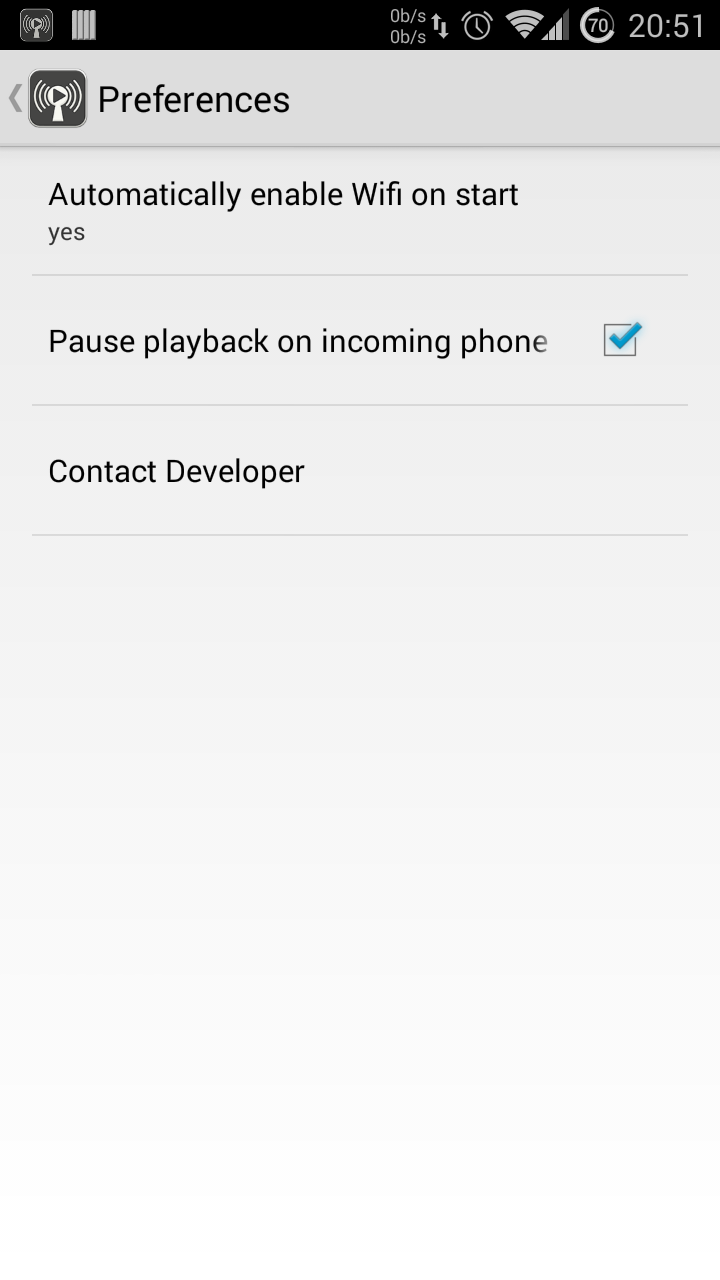 0b/s
0b/s
70
20:51
Preferences
Automatically enable Wifi on start
yes
Pause playback on incoming phone
Contact Developer